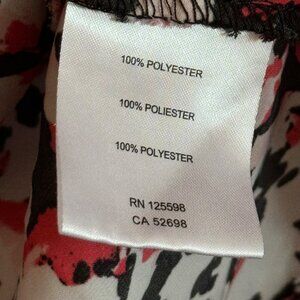 100% POLYESTER
100% POLIESTER
100% POLYESTER
RN 125598
CA 52698